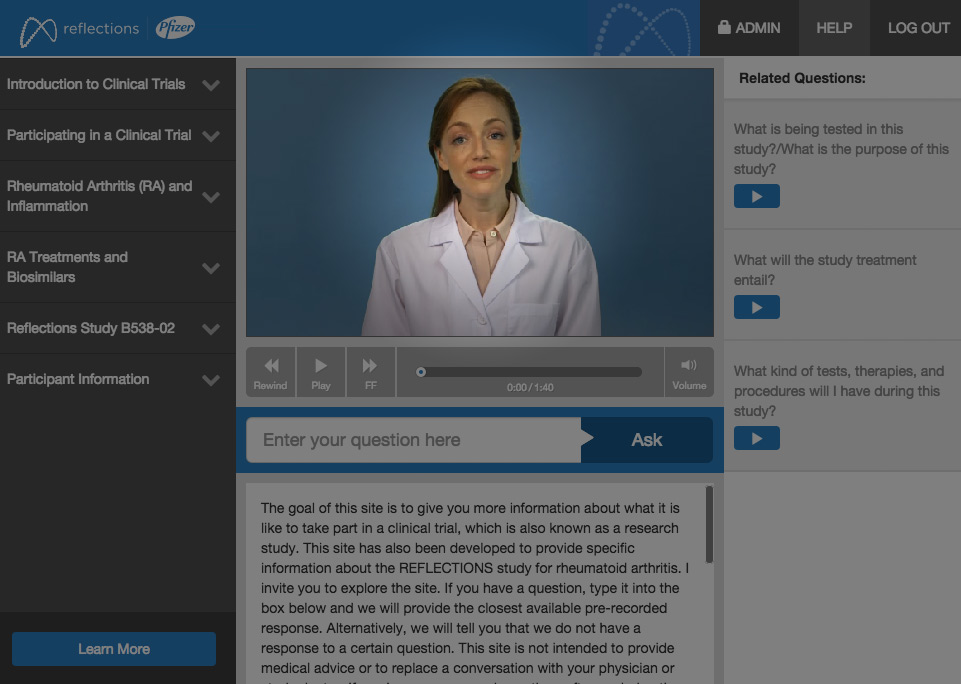 reflections
Pfizer
ADMIN
HELP
LOG OUT
Introduction to Clinical Trials
Participating in a Clinical Trial
Rheumatoid Arthritis (RA) and
Inflammation
RA Treatments and
Biosimilars
Reflections Study B538-02
Participant Information
Learn More
Rewind
Play
FF
0:00 / 1:40
Volume
Enter your question here
Ask
The goal of this site is to give you more information about what it is
like to take part in a clinical trial, which is also known as a research
study. This site has also been developed to provide specific
information about the REFLECTIONS study for rheumatoid arthritis. I
invite you to explore the site. If you have a question, type it into the
box below and we will provide the closest available pre-recorded
response. Alternatively, we will tell you that we do not have a
response to a certain question. This site is not intended to provide
medical advice or to replace a conversation with your physician or
Related Questions:
What is being tested in this
study?/What is the purpose of this
study?
What will the study treatment
entail?
What kind of tests, therapies, and
procedures will I have during this
study?